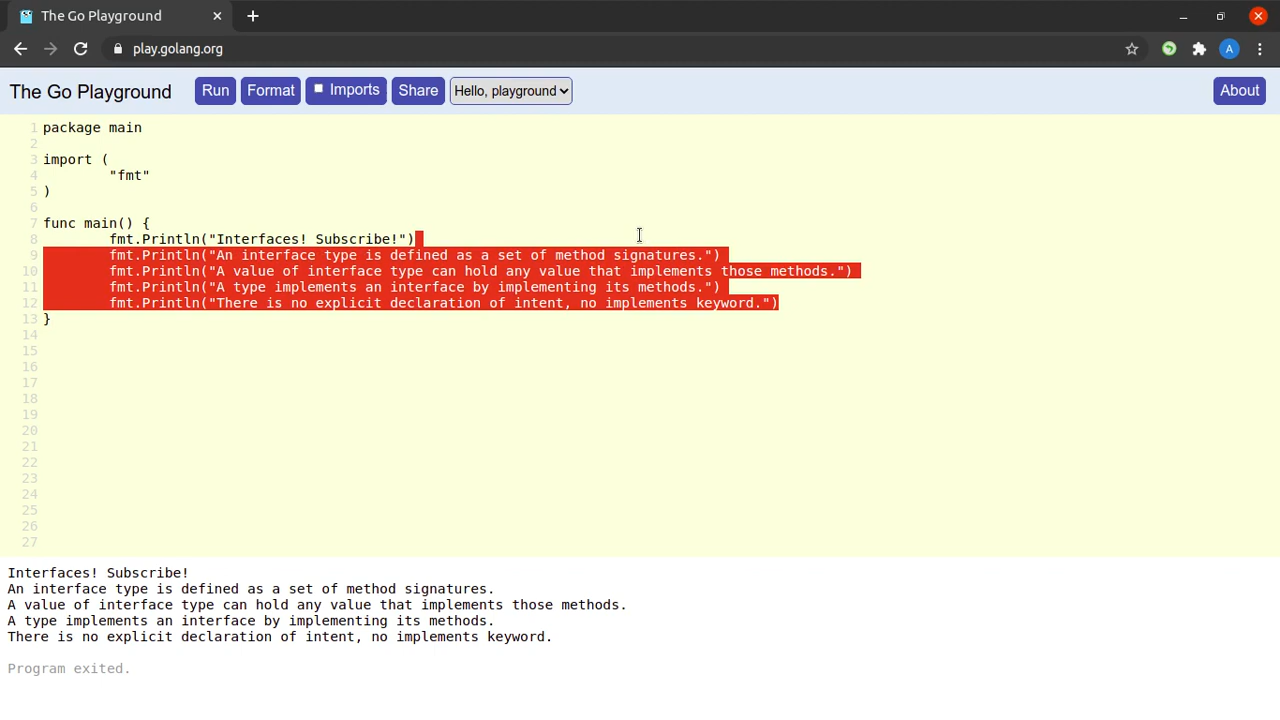 The Go Playground
play.golang.org
A
The Go Playground Run Format Imports Share Hello, playground About
1 package main
2
3 import (
4 "fmt"
5 )
6
7 func main() {
8 fmt.Println("Interfaces! Subscribe!")
9 fmt.Println("An interface type is defined as a set of method signatures.")
10 fmt.Println("A value of interface type can hold any value that implements those methods.")
11 fmt.Println("A type implements an interface by implementing its methods.")
12 fmt.Println("There is no explicit declaration of intent, no implements keyword.")
13 }
14
15
16
17
18
19
20
21
22
23
24
25
26
27
Interfaces! Subscribe!
An interface type is defined as a set of method signatures.
A value of interface type can hold any value that implements those methods.
A type implements an interface by implementing its methods.
There is no explicit declaration of intent, no implements keyword.
Program exited.